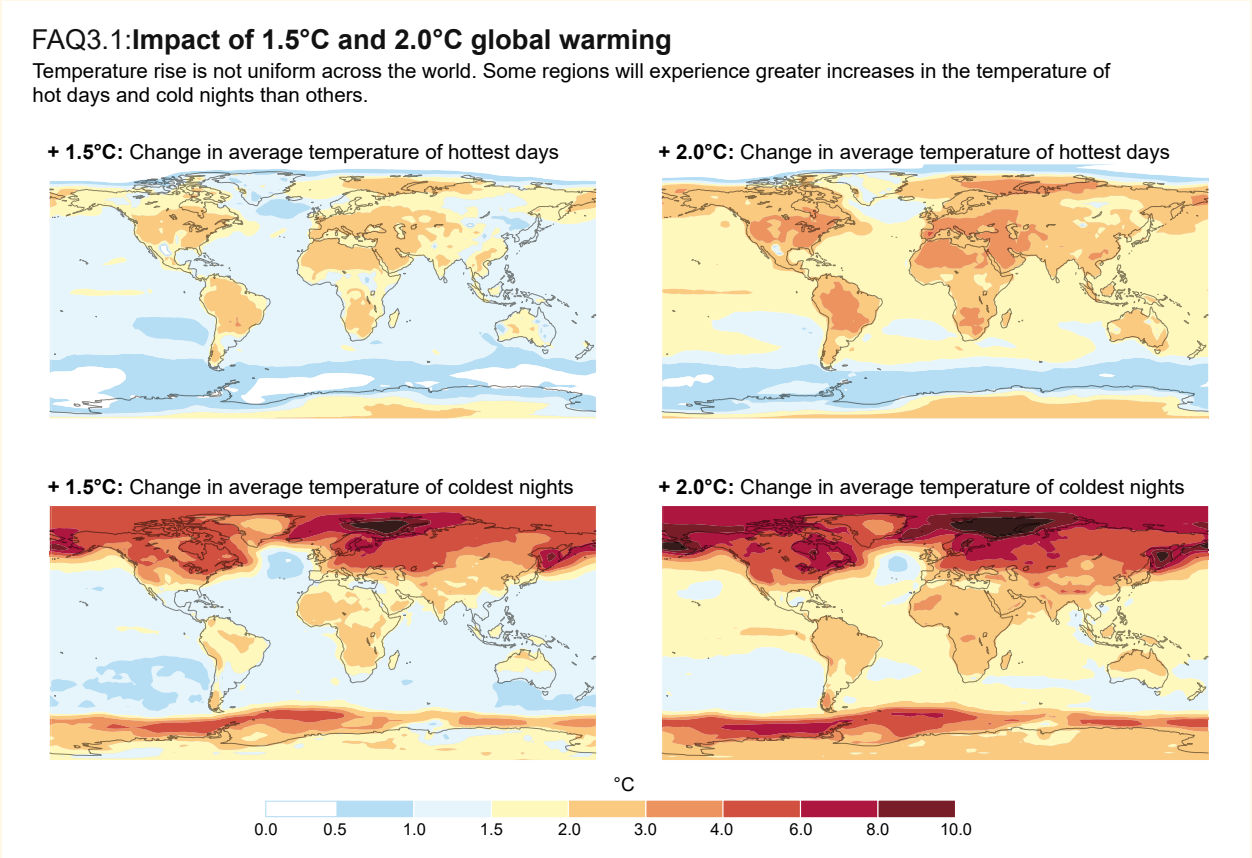 FAQ3.1:Impact of 1.5°C and 2.0°C global warming
Temperature rise is not uniform across the world. Some regions will experience greater increases in the temperature of
hot days and cold nights than others.
+ 1.5°C: Change in average temperature of hottest days
+ 2.0°C: Change in average temperature of hottest days
+ 1.5°C: Change in average temperature of coldest nights
+ 2.0°C: Change in average temperature of coldest nights
°C
0.0 0.5 1.0 1.5 2.0 3.0 4.0 6.0 8.0 10.0